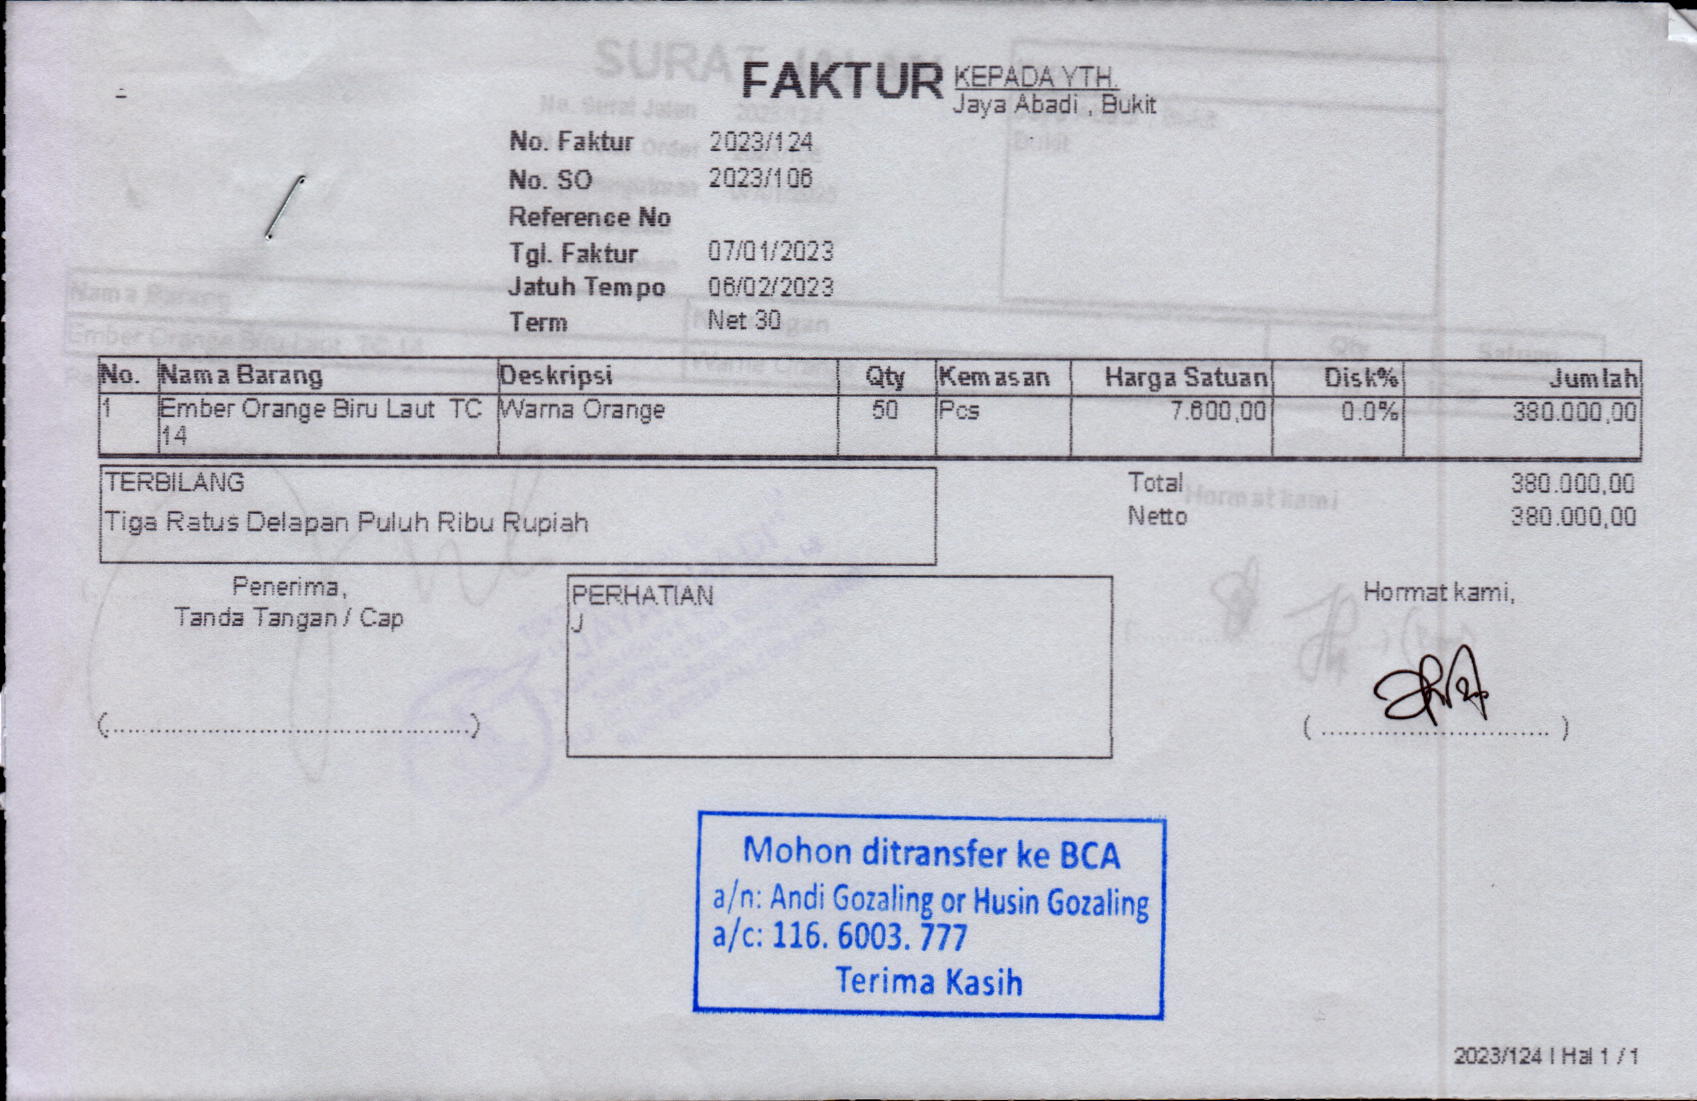 FAKTUR
KEPADA YTH.
Jaya Abadi , Bukit
No. Faktur 2023/124
No. SO 2023/106
Reference No
Tgl. Faktur 07/01/2023
Jatuh Tempo 06/02/2023
Term Net 30
No. Nama Barang Deskripsi Qty Kemasan Harga Satuan Disk% Jumlah
1 Ember Orange Biru Laut TC Warna Orange 50 Pcs 7.600,00 0.0% 380.000,00
14
TERBILANG
Tiga Ratus Delapan Puluh Ribu Rupiah
Total 380.000,00
Netto 380.000,00
Penerima,
Tanda Tangan / Cap
(................................................)
PERHATIAN
J
Hormat kami,
( ............................. )
Mohon ditransfer ke BCA
a/n: Andi Gozaling or Husin Gozaling
a/c: 116. 6003. 777
Terima Kasih
2023/124 | Hal 1 / 1